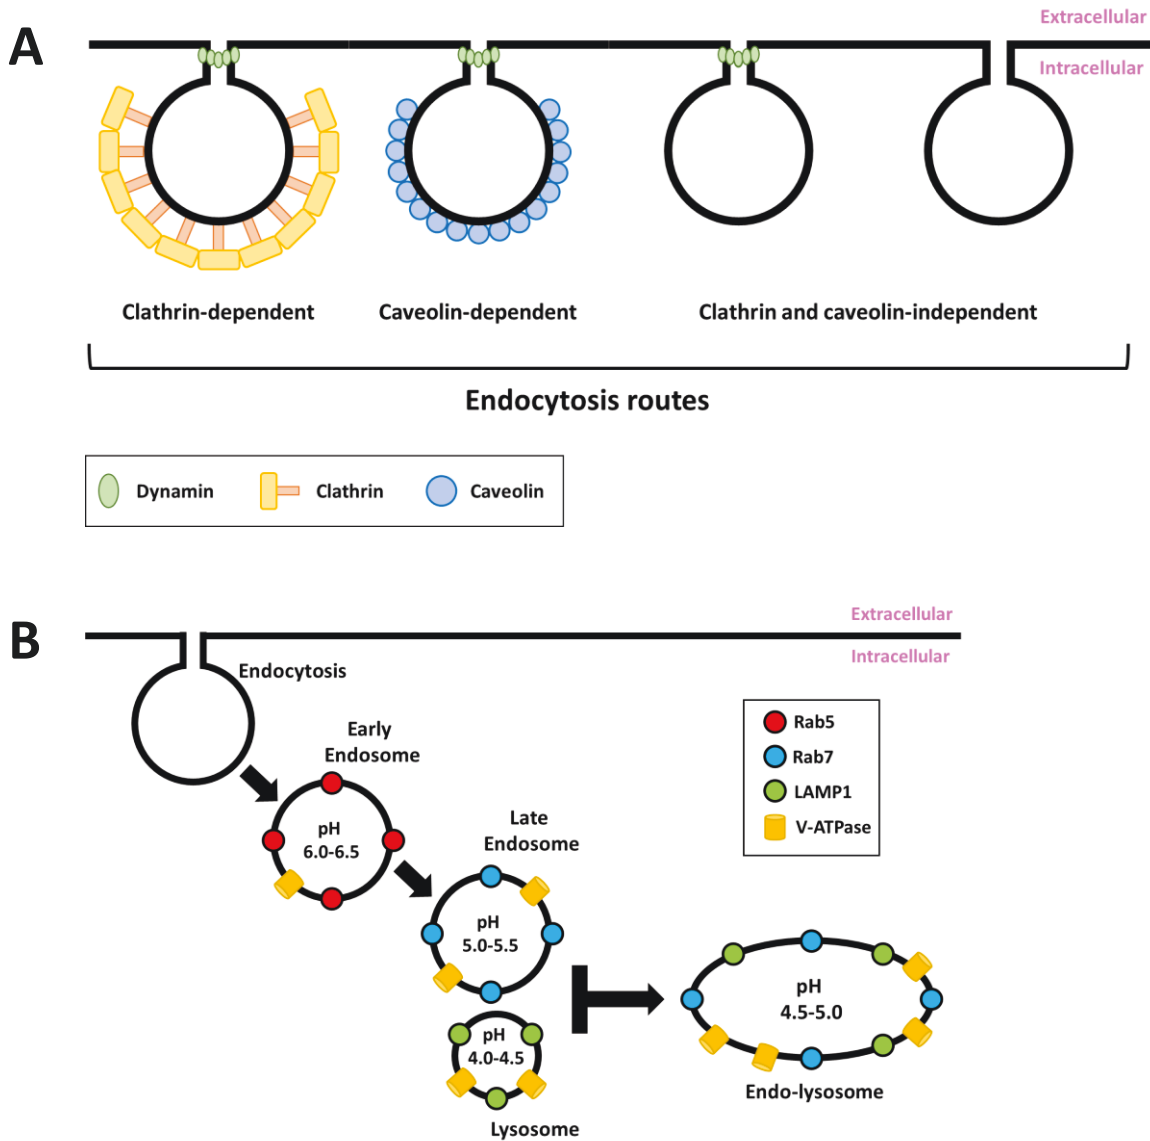 A
Extracellular
Intracellular
Clathrin-dependent
Caveolin-dependent
Clathrin and caveolin-independent
Endocytosis routes
Dynamin
Clathrin
Caveolin
B
Extracellular
Intracellular
Endocytosis
Early
Endosome
pH
6.0-6.5
Late
Endosome
pH
5.0-5.5
pH
4.0-4.5
Lysosome
Rab5
Rab7
LAMP1
V-ATPase
pH
4.5-5.0
Endo-lysosome